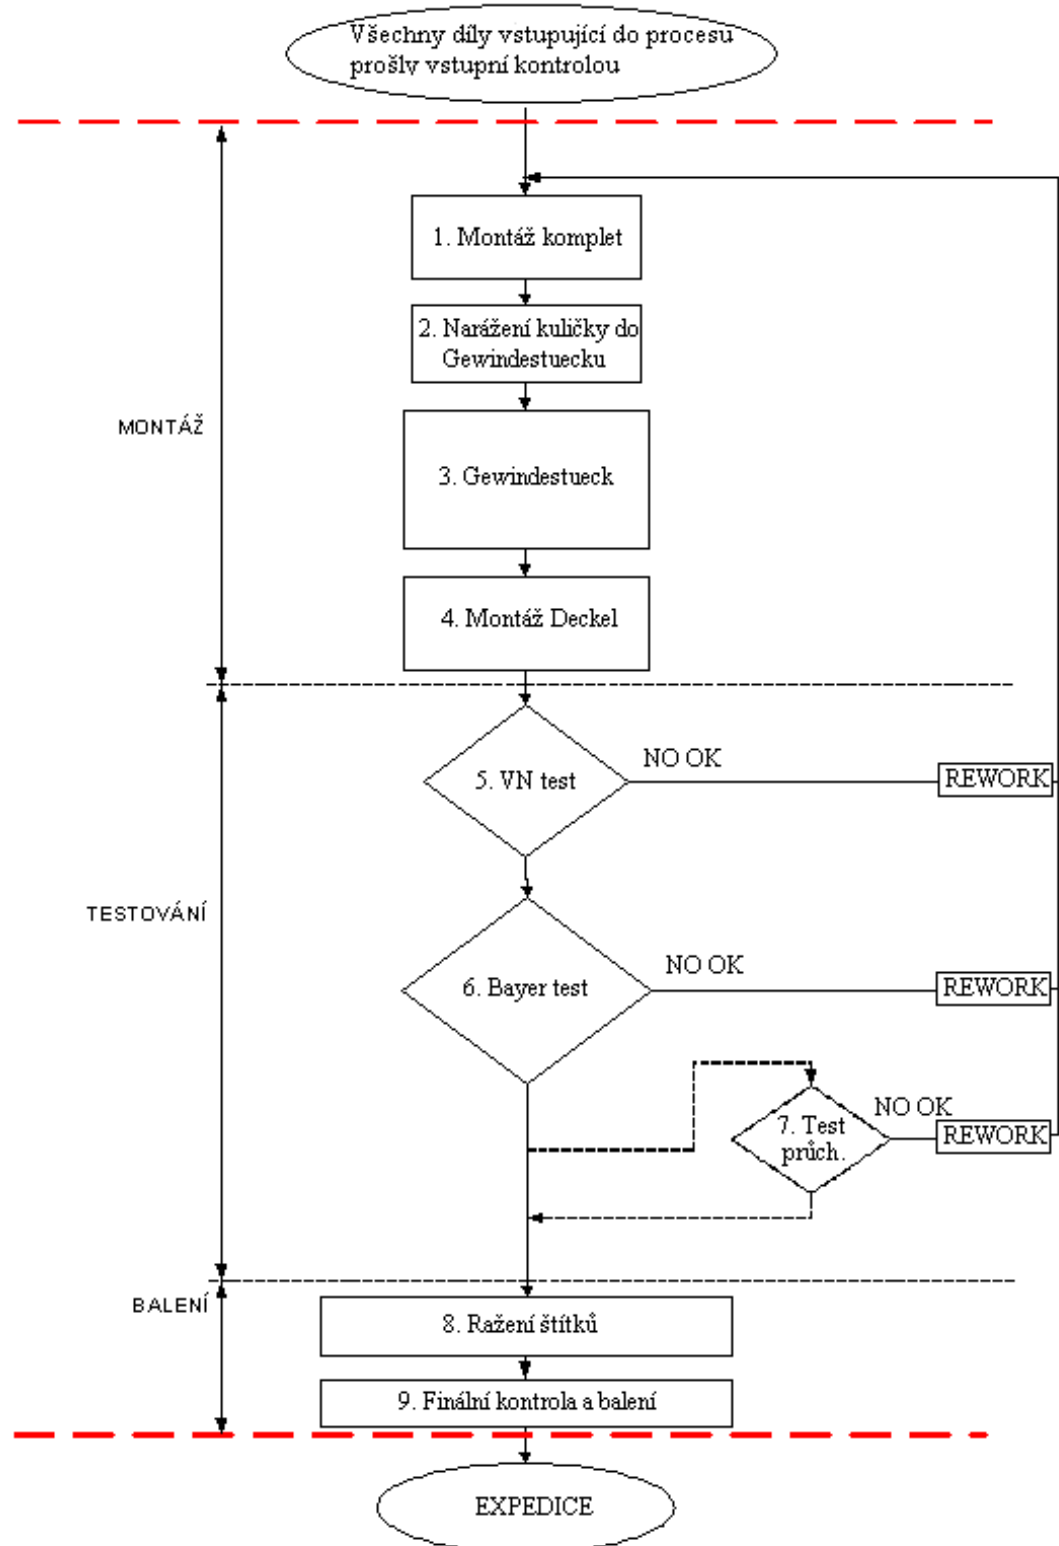 Všechny díly vstupující do procesu
prošly vstupní kontrolou
1. Montáž komplet
2. Narážení kuličky do
Gewindestuecku
MONTÁŽ
3. Gewindestueck
4. Montáž Deckel
NO OK
5. VN test
REWORK
TESTOVÁNÍ
NO OK
6. Bayer test
REWORK
NO OK
7. Test
průch.
REWORK
BALENÍ
8. Ražení štítků
9. Finální kontrola a balení
EXPEDICE